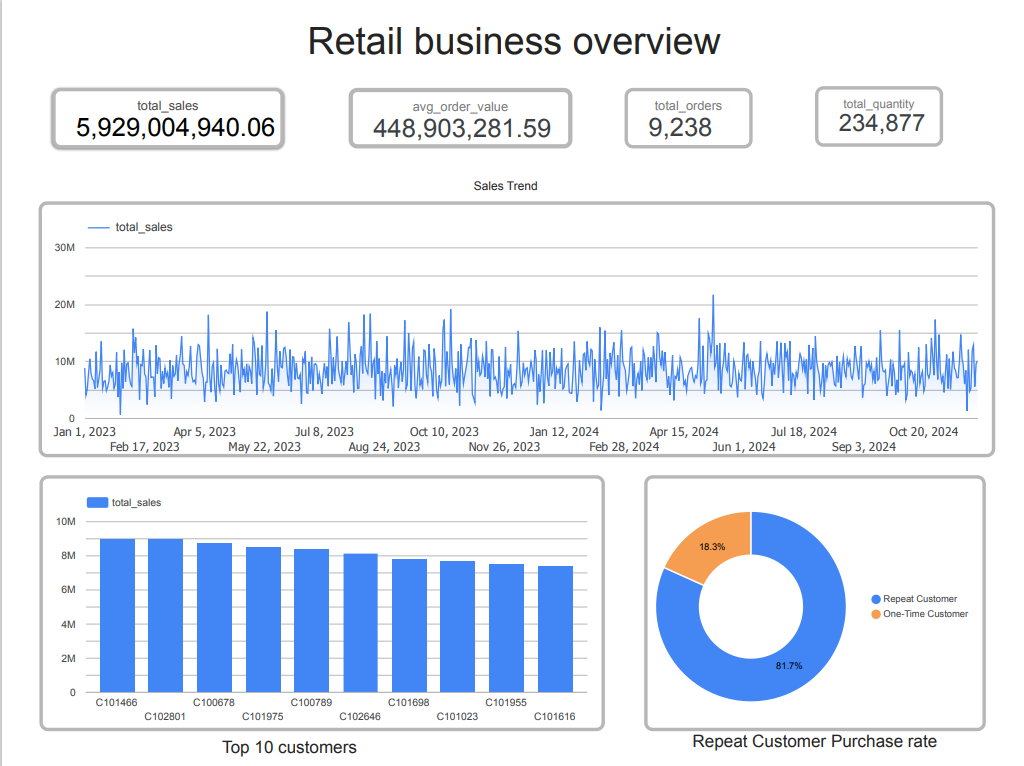 Retail business overview
total_sales
5,929,004,940.06
avg_order_value
448,903,281.59
total_orders
9,238
total_quantity
234,877
Sales Trend
total_sales
30M
20M
10M
0
Jan 1, 2023 Apr 5, 2023 Jul 8, 2023 Oct 10, 2023 Jan 12, 2024 Apr 15, 2024 Jul 18, 2024 Oct 20, 2024
Feb 17, 2023 May 22, 2023 Aug 24, 2023 Nov 26, 2023 Feb 28, 2024 Jun 1, 2024 Sep 3, 2024
total_sales
10M
8M
6M
4M
2M
0
C101466 C100678 C100789 C101698 C101955
C102801 C101975 C102646 C101023 C101616
Top 10 customers
18.3%
81.7%
Repeat Customer
One-Time Customer
Repeat Customer Purchase rate